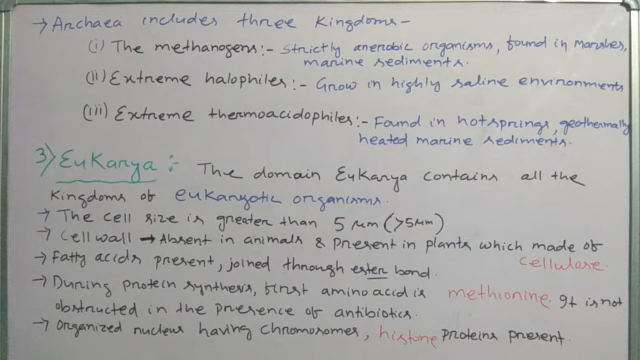 → Archaea includes three Kingdoms -
(i) The methanogens:- Strictly anerobic organisms, found in marshes,
marine sediments.
(ii) Extreme halophiles:- Grow in highly saline environments
(iii) Extreme thermoacidophiles:- Found in hotsprings, geothermally
heated marine sediments.
3) Eukarya:- The domain Eukarya contains all the
Kingdoms of eukaryotic organisms.
→ The cell size is greater than 5 μm (>5μm)
→ Cell wall → Absent in animals & present in plants which made of
cellulose
→ Fatty acids present, joined through ester bond.
→ During protein synthesis, first amino acid is methionine. It is not
obstructed in the presence of antibiotics.
→ Organized nucleus having chromosomes, histone proteins present.